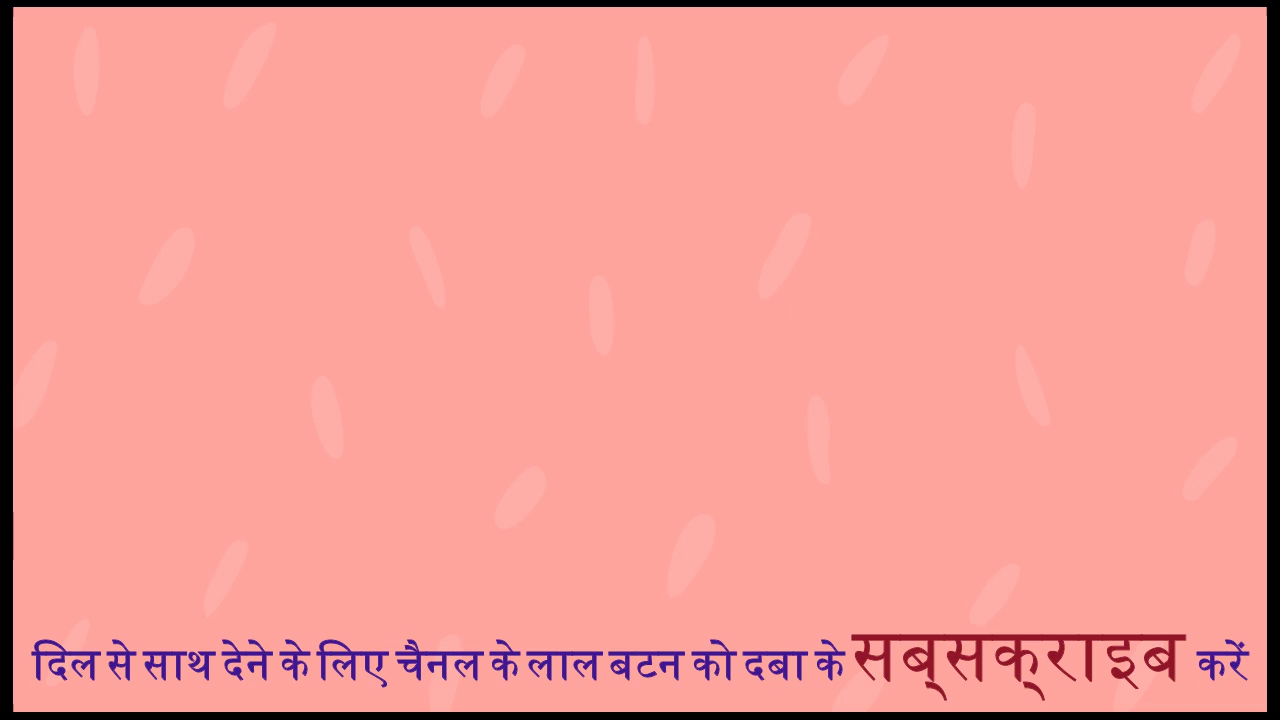 दिल से साथ देने के लिए चैनल के लाल बटन को दबा के सब्सक्राइब करें